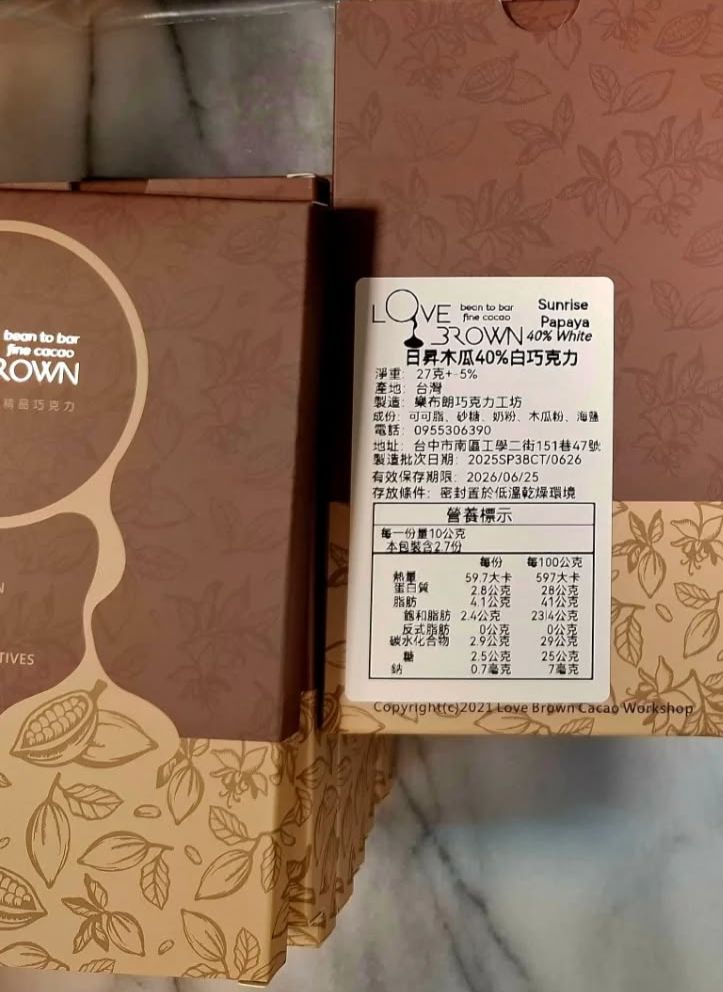 bean to bar
fine cacao
ROWN
精品巧克力
TIVES
LOVE bean to bar
fine cacao
BROWN
Sunrise
Papaya
40% White
日昇木瓜40%白巧克力
淨重: 27克+-5%
產地: 台灣
製造: 樂布朗巧克力工坊
成份: 可可脂、砂糖、奶粉、木瓜粉、海鹽
電話: 0955306390
地址: 台中市南區工學二街151巷47號
製造批次日期: 2025SP38CT/0626
有效保存期限: 2026/06/25
存放條件: 密封置於低溫乾燥環境
營養標示
每一份量10公克
本包裝含2.7份
每份 每100公克
熱量 59.7大卡 597大卡
蛋白質 2.8公克 28公克
脂肪 4.1公克 41公克
飽和脂肪 2.4公克 23.4公克
反式脂肪 0公克 0公克
碳水化合物 2.9公克 29公克
糖 2.5公克 25公克
鈉 0.7毫克 7毫克
Copyright(c)2021 Love Brown Cacao Workshop